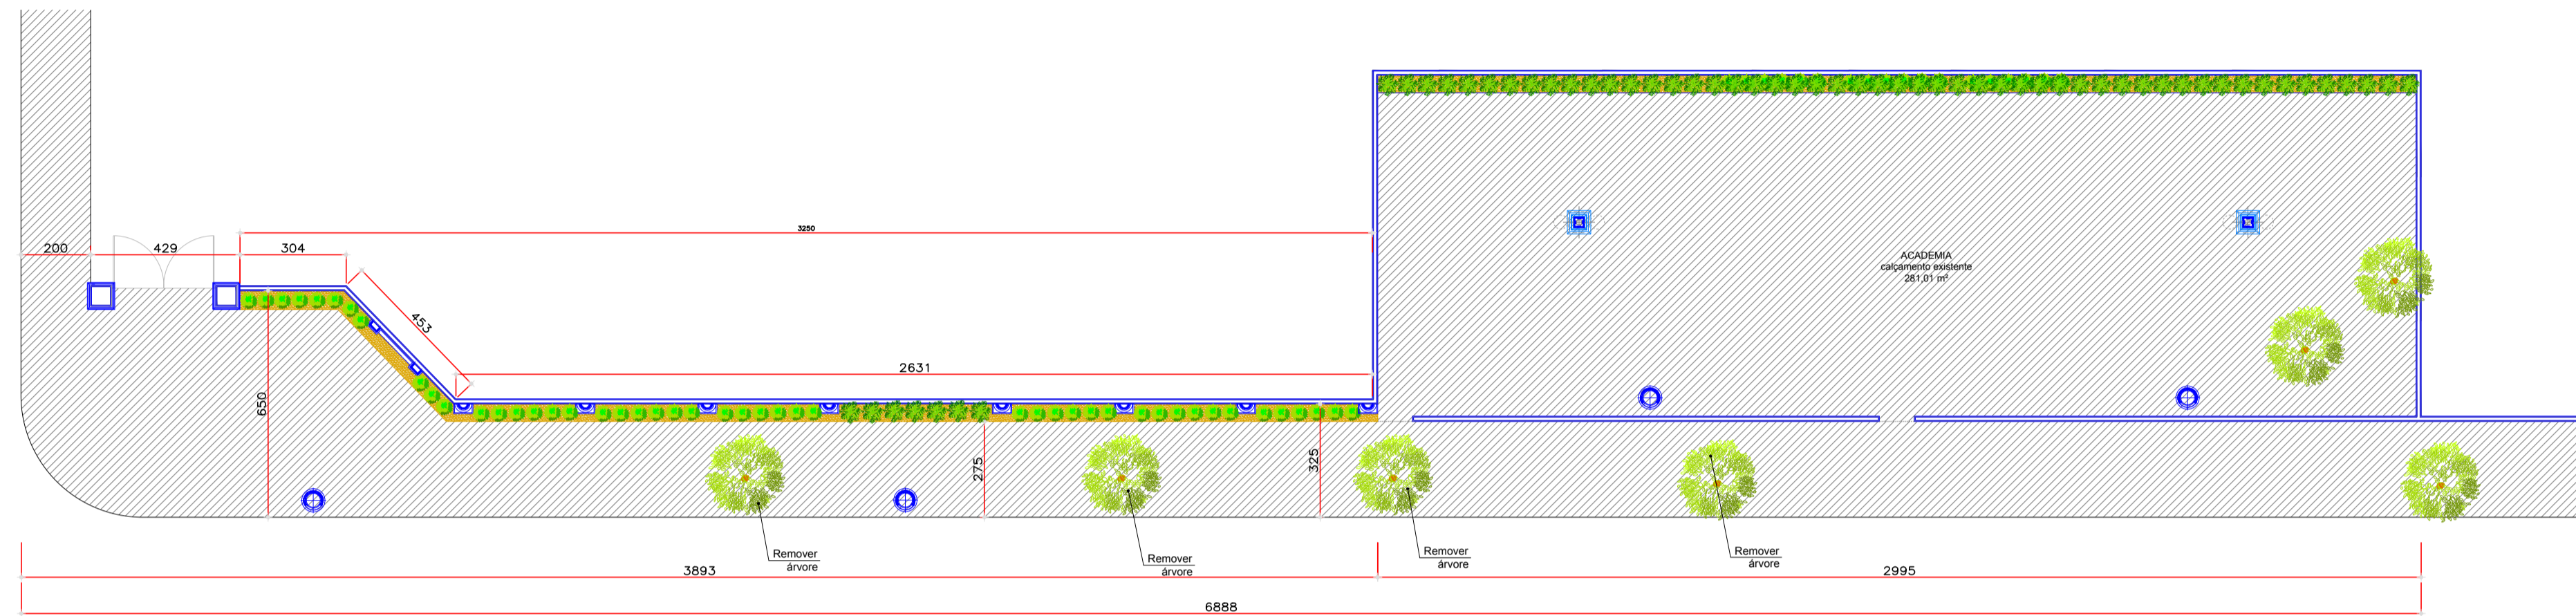 3250
200
429
304
ACADEMIA
calçamento existente
281,01 m²
453
2631
650
275
325
Remover
árvore
Remover
árvore
Remover
árvore
Remover
árvore
3893
2995
6888